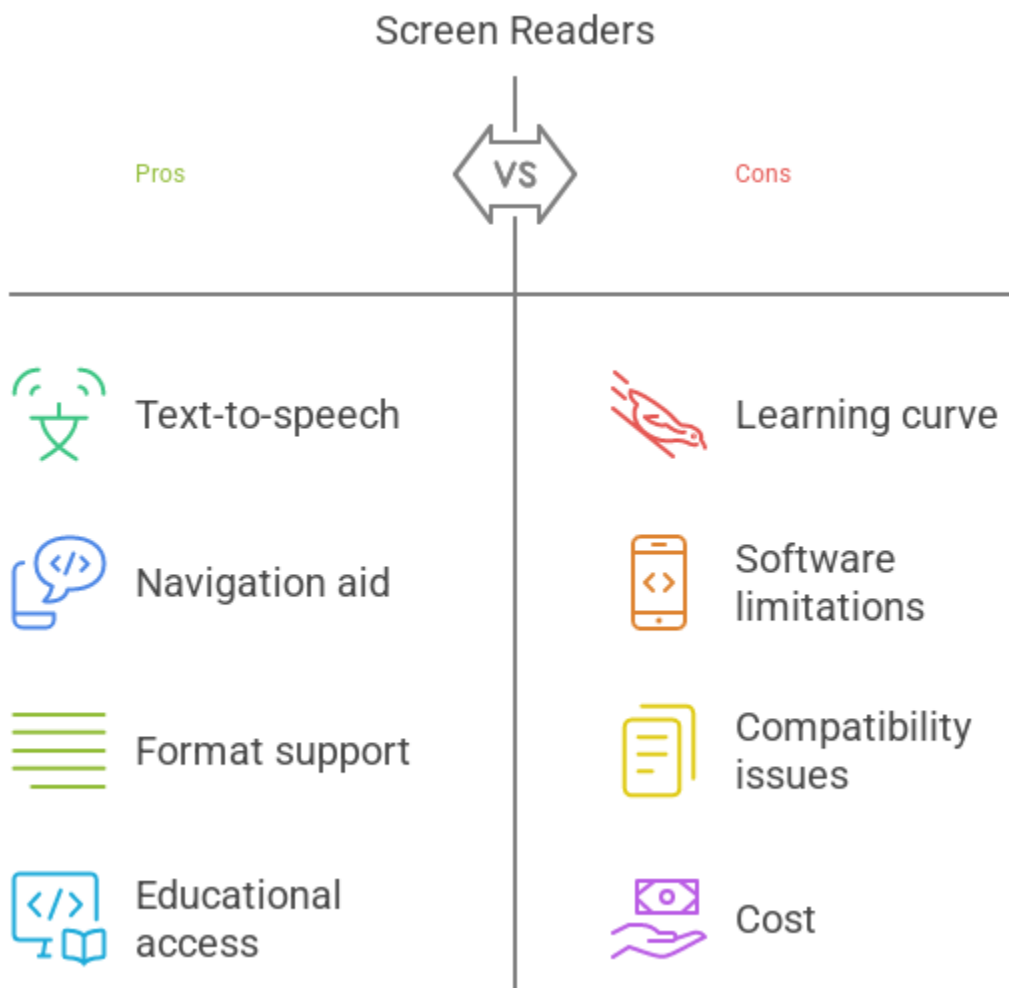 Screen Readers
Pros
VS
Cons
Text-to-speech
Learning curve
Navigation aid
Software
limitations
Format support
Compatibility
issues
Educational
access
Cost